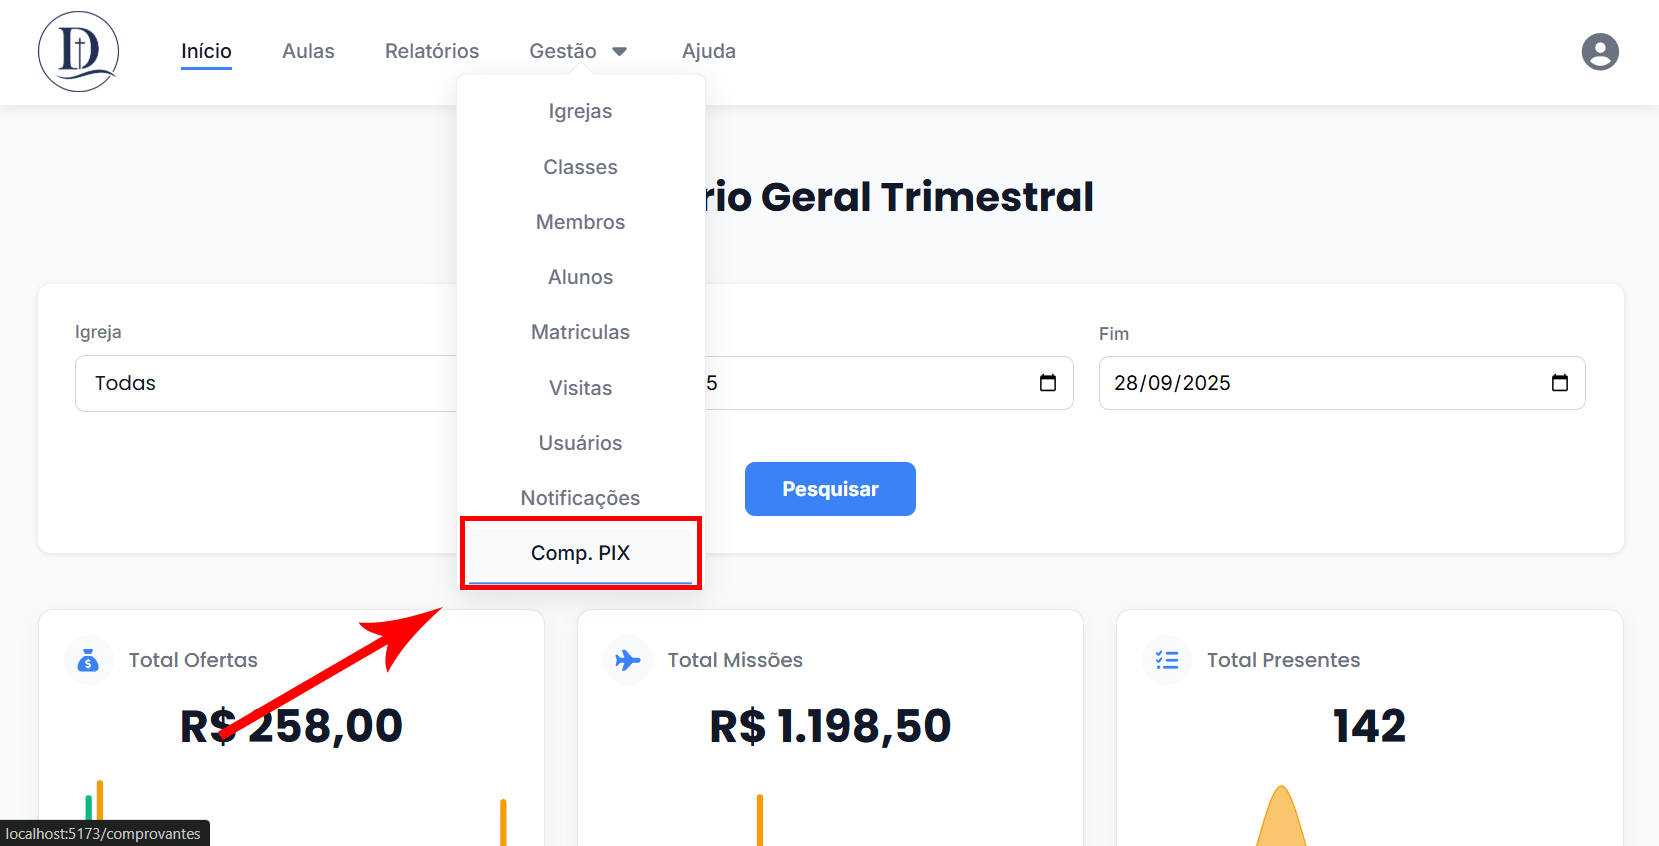 D
Início
Aulas
Relatórios
Gestão
Ajuda
Igrejas
Classes
Membros
Alunos
Matriculas
Visitas
Usuários
Notificações
Comp. PIX
rio Geral Trimestral
Igreja
Todas
5
Fim
28/09/2025
Pesquisar
Total Ofertas
R$ 258,00
Total Missões
R$ 1.198,50
Total Presentes
142
localhost:5173/comprovantes